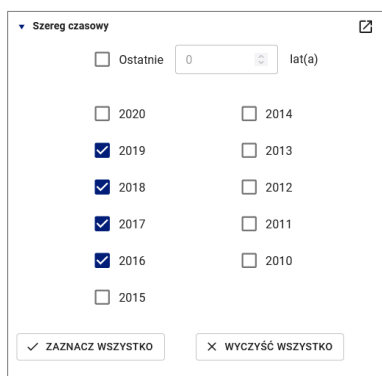 Szereg czasowy
Ostatnie 0 lat(a)
2020 2014
2019 2013
2018 2012
2017 2011
2016 2010
2015
ZAZNACZ WSZYSTKO WYCZYŚĆ WSZYSTKO